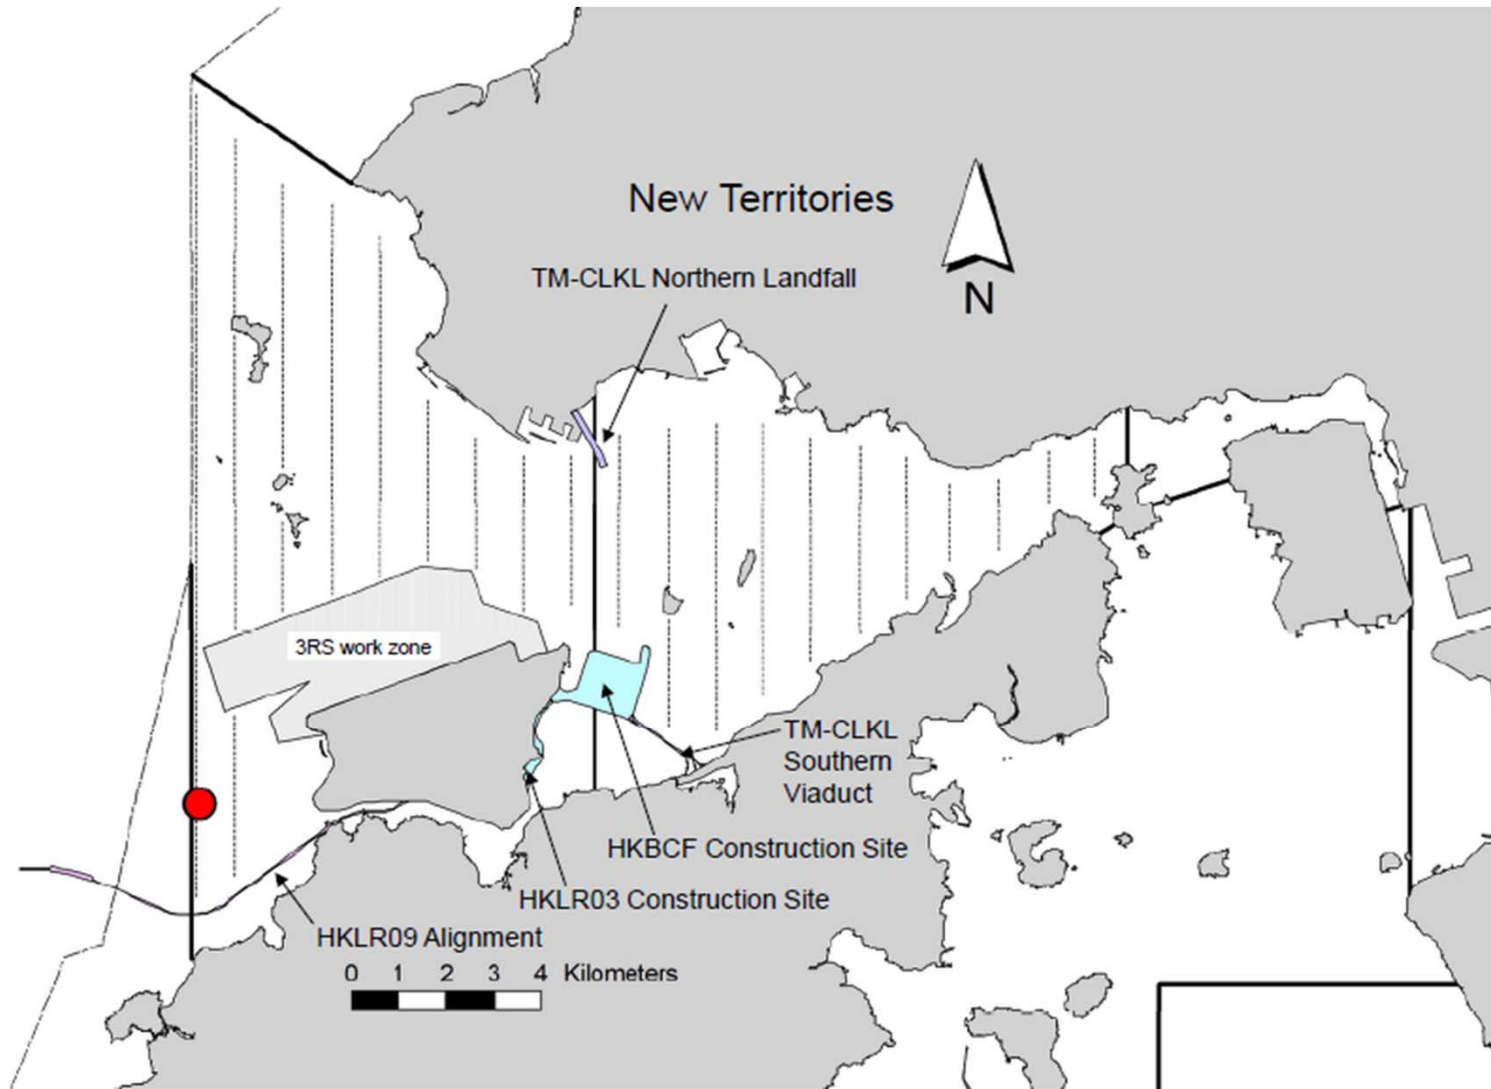 New Territories
TM-CLKL Northern Landfall
N
3RS work zone
TM-CLKL
Southern
Viaduct
HKBCF Construction Site
HKLR03 Construction Site
HKLR09 Alignment
0 1 2 3 4 Kilometers